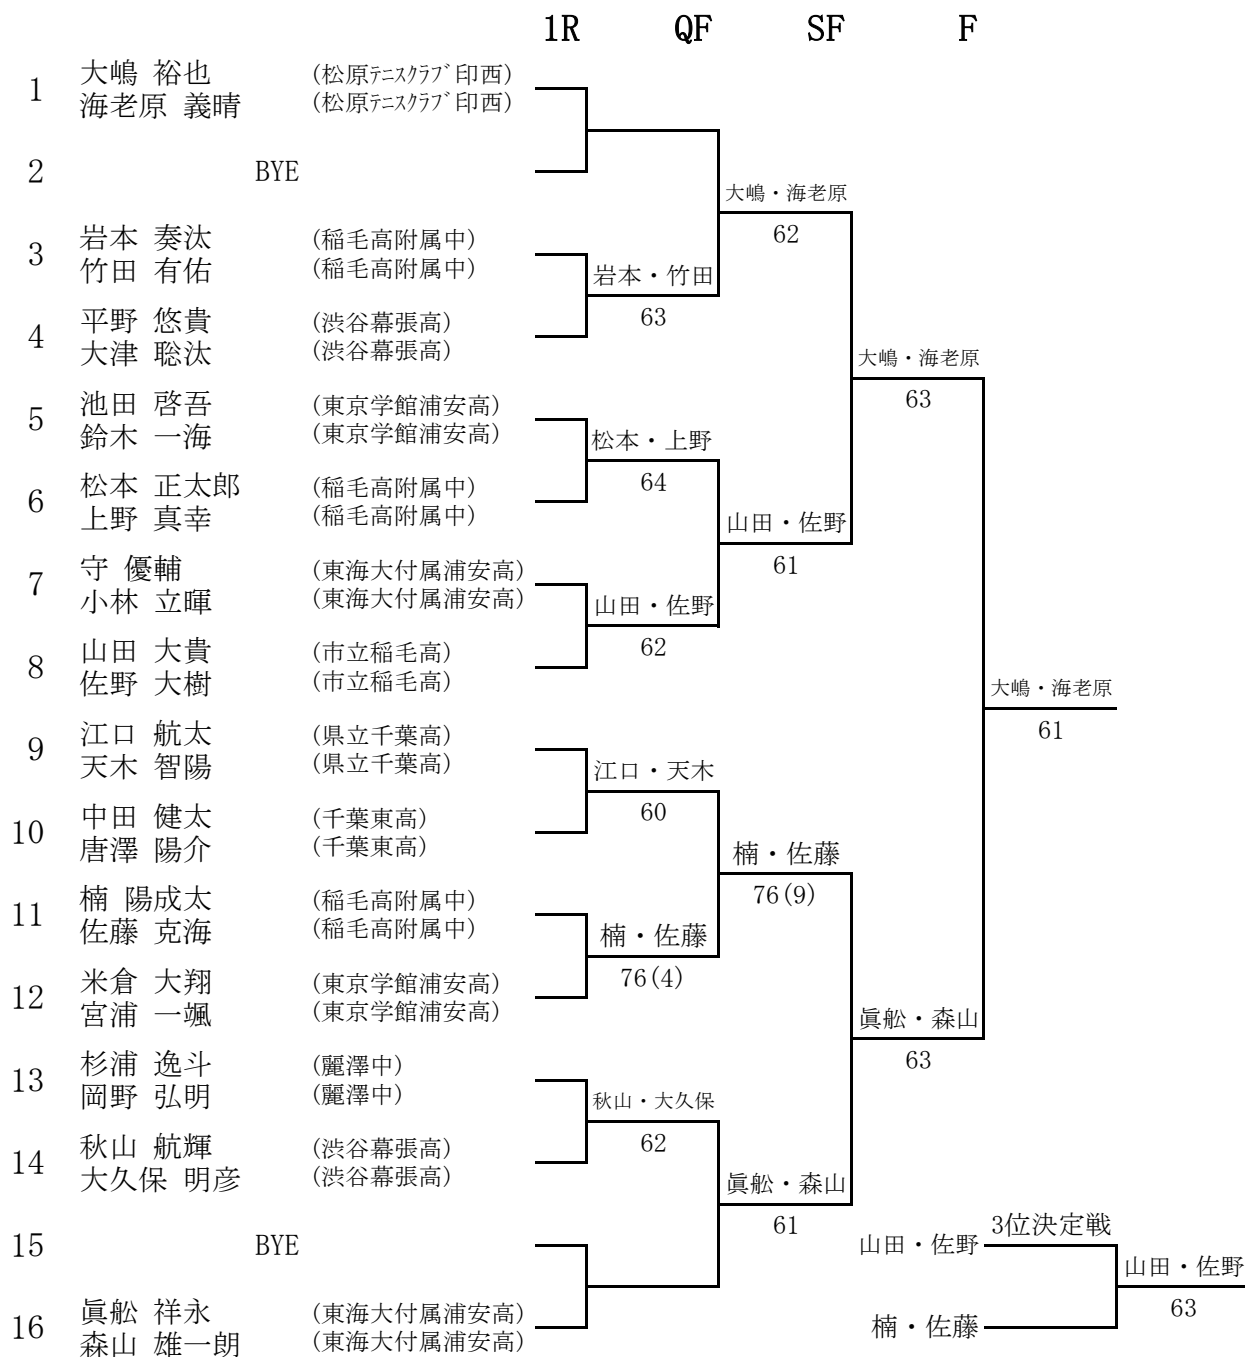 1R QF SF F
1 大嶋 裕也 (松原ﾃﾆｽｸﾗﾌﾞ印西)
海老原 義晴 (松原ﾃﾆｽｸﾗﾌﾞ印西)
2 BYE
大嶋・海老原
62
3 岩本 奏汰 (稲毛高附属中)
竹田 有佑 (稲毛高附属中)
岩本・竹田
63
4 平野 悠貴 (渋谷幕張高)
大津 聡汰 (渋谷幕張高)
大嶋・海老原
63
5 池田 啓吾 (東京学館浦安高)
鈴木 一海 (東京学館浦安高)
松本・上野
64
6 松本 正太郎 (稲毛高附属中)
上野 真幸 (稲毛高附属中)
山田・佐野
61
7 守 優輔 (東海大付属浦安高)
小林 立暉 (東海大付属浦安高)
山田・佐野
62
8 山田 大貴 (市立稲毛高)
佐野 大樹 (市立稲毛高)
大嶋・海老原
61
9 江口 航太 (県立千葉高)
天木 智陽 (県立千葉高)
江口・天木
60
10 中田 健太 (千葉東高)
唐澤 陽介 (千葉東高)
楠・佐藤
76(9)
11 楠 陽成太 (稲毛高附属中)
佐藤 克海 (稲毛高附属中)
楠・佐藤
76(4)
12 米倉 大翔 (東京学館浦安高)
宮浦 一颯 (東京学館浦安高)
眞舩・森山
63
13 杉浦 逸斗 (麗澤中)
岡野 弘明 (麗澤中)
秋山・大久保
62
14 秋山 航輝 (渋谷幕張高)
大久保 明彦 (渋谷幕張高)
眞舩・森山
61
15 BYE
3位決定戦
山田・佐野
山田・佐野
63
16 眞舩 祥永 (東海大付属浦安高)
森山 雄一朗 (東海大付属浦安高)
楠・佐藤